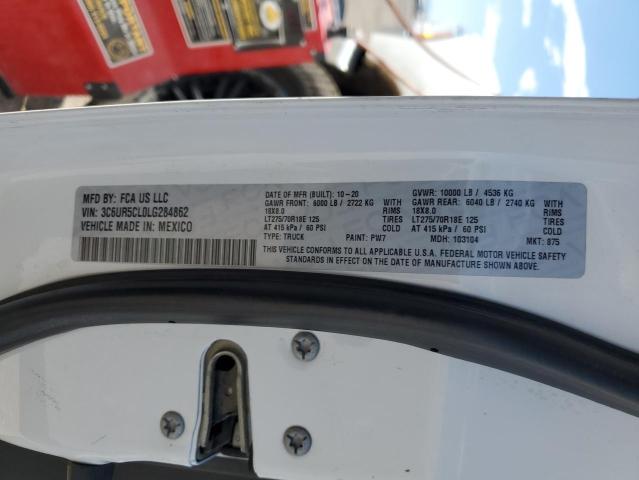 MFD BY: FCA US LLC
VIN: 3C6UR5CL0LG284862
VEHICLE MADE IN: MEXICO
DATE OF MFR (BUILT): 10-20 GVWR: 10000 LB / 4536 KG
GAWR FRONT: 6000 LB / 2722 KG WITH GAWR REAR: 6040 LB / 2740 KG WITH
18X8.0 RIMS 18X8.0 RIMS
LT275/70R18E 125 TIRES LT275/70R18E 125 TIRES
AT 415 kPa / 60 PSI COLD AT 415 kPa / 60 PSI COLD
TYPE: TRUCK PAINT: PW7 MDH: 103104 MKT: 875
THIS VEHICLE CONFORMS TO ALL APPLICABLE U.S.A. FEDERAL MOTOR VEHICLE SAFETY
STANDARDS IN EFFECT ON THE DATE OF MANUFACTURE SHOWN ABOVE.